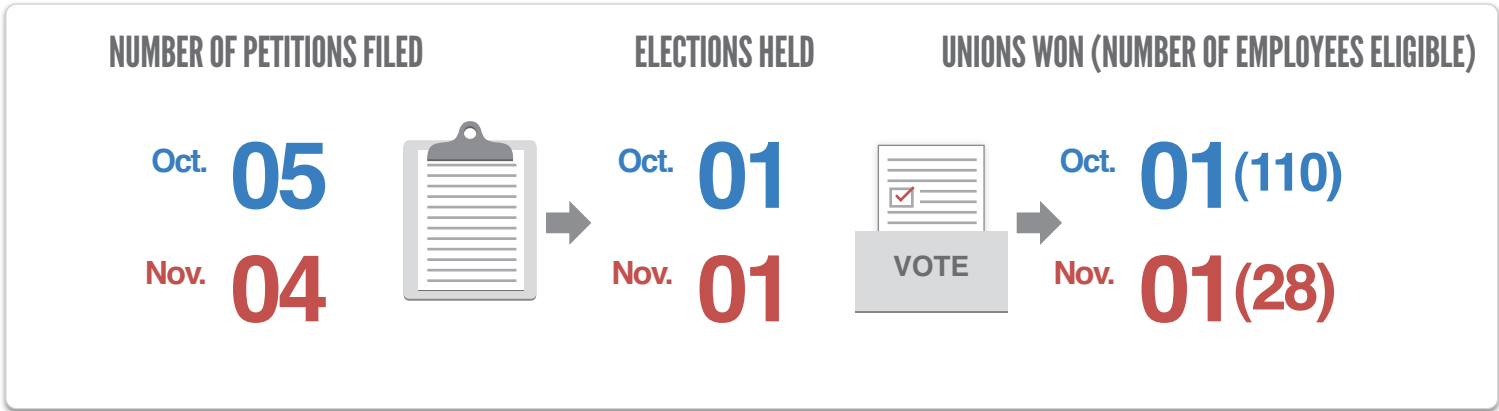 NUMBER OF PETITIONS FILED
ELECTIONS HELD
UNIONS WON (NUMBER OF EMPLOYEES ELIGIBLE)
Oct. 05
Oct. 01
Oct. 01 (110)
Nov. 04
Nov. 01
VOTE
Nov. 01 (28)